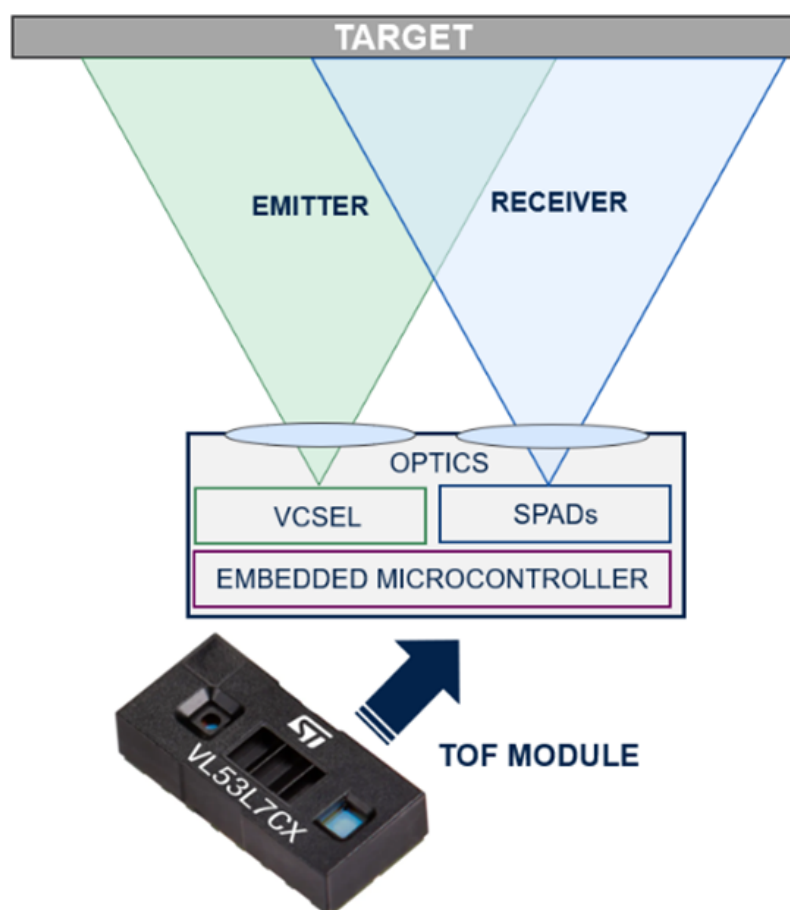 TARGET
EMITTER
RECEIVER
OPTICS
VCSEL
SPADs
EMBEDDED MICROCONTROLLER
ST
VL53L7CX
TOF MODULE